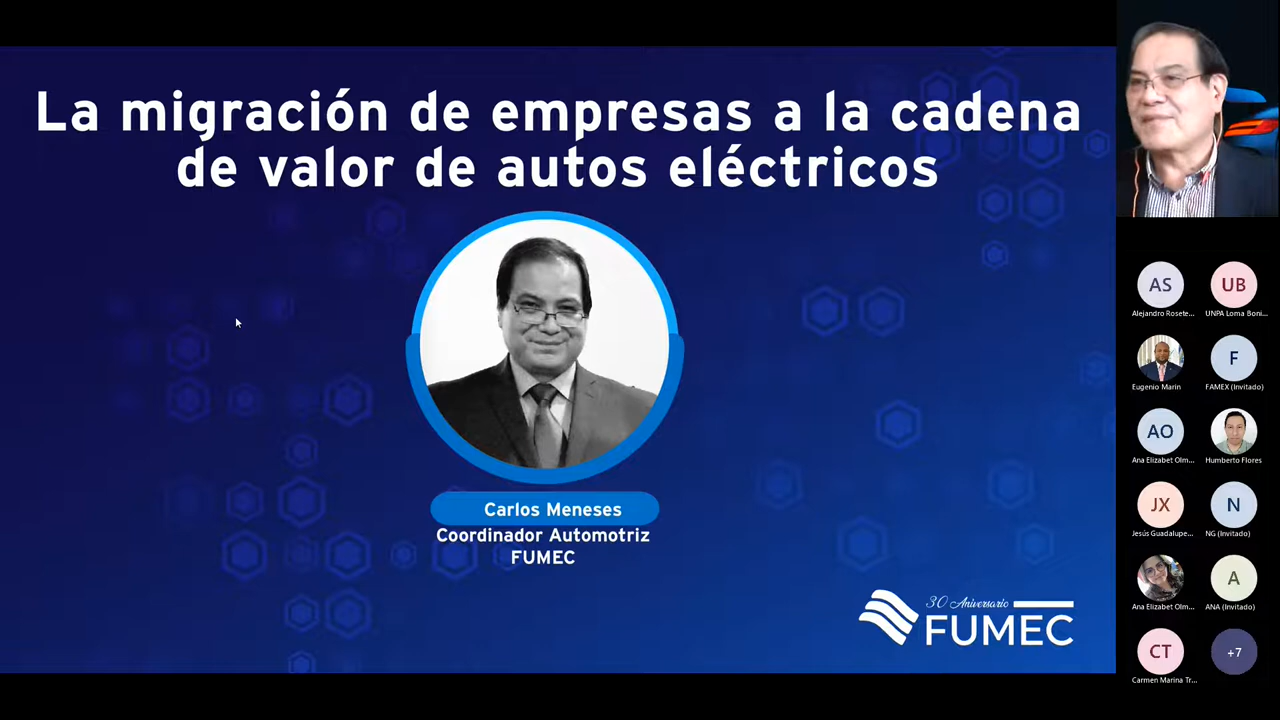 La migración de empresas a la cadena
de valor de autos eléctricos
Carlos Meneses
Coordinador Automotriz
FUMEC
30 Aniversario
FUMEC
AS
UB
Alejandro Rosete...
UNPA Loma Boni...
F
Eugenio Marin
FAMEX (Invitado)
AO
Ana Elizabet Olm...
Humberto Flores
JX
N
Jesús Guadalupe...
NG (Invitado)
A
Ana Elizabet Olm...
ANA (Invitado)
CT
+7
Carmen Marina Tr...